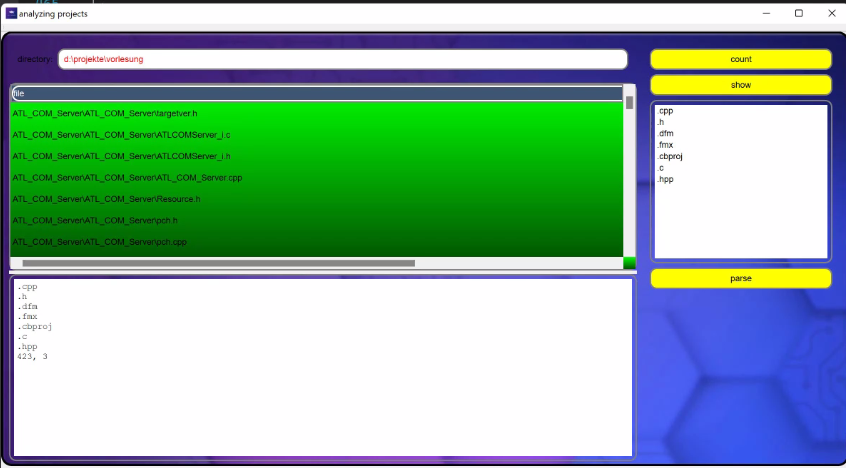 analyzing projects
directory: d:\projekte\vorlesung
count
show
file
ATL_COM_Server\ATL_COM_Server\targetver.h
ATL_COM_Server\ATL_COM_Server\ATLCOMServer_i.c
ATL_COM_Server\ATL_COM_Server\ATLCOMServer_i.h
ATL_COM_Server\ATL_COM_Server\ATL_COM_Server.cpp
ATL_COM_Server\ATL_COM_Server\Resource.h
ATL_COM_Server\ATL_COM_Server\pch.h
ATL_COM_Server\ATL_COM_Server\pch.cpp
.cpp
.h
.dfm
.fmx
.cbproj
.c
.hpp
parse
.cpp
.h
.dfm
.fmx
.cbproj
.c
.hpp
423, 3